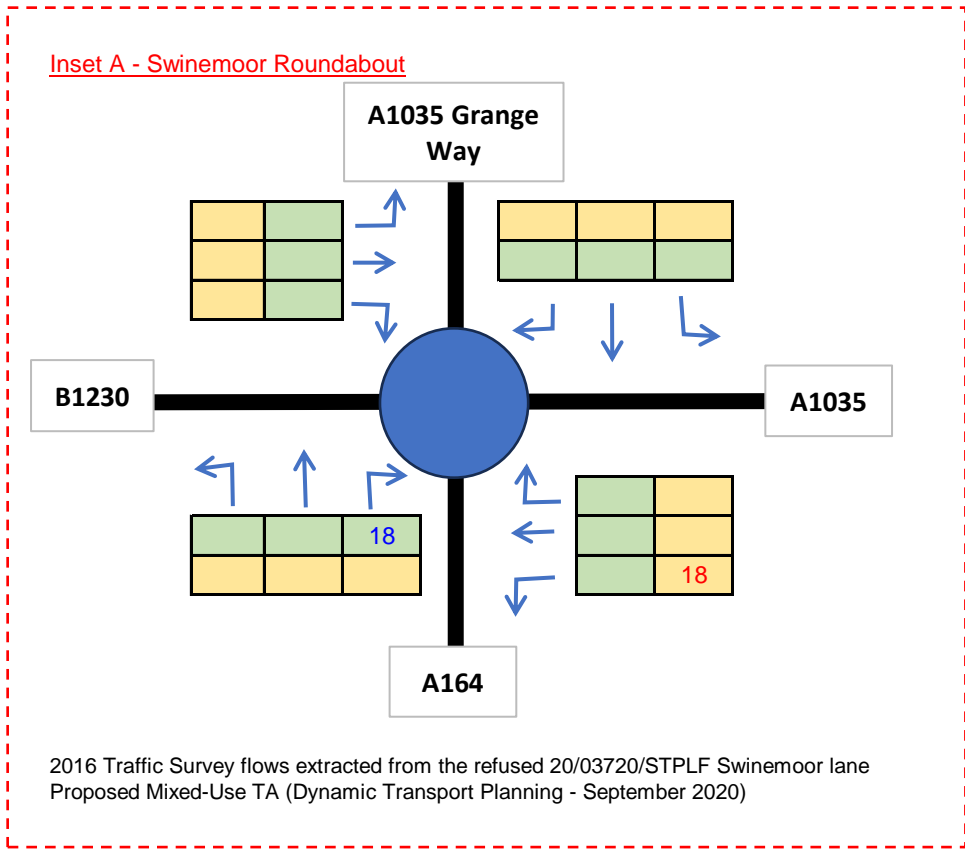 Inset A - Swinemoor Roundabout
A1035 Grange
Way
B1230
A1035
18
18
A164
2016 Traffic Survey flows extracted from the refused 20/03720/STPLF Swinemoor lane
Proposed Mixed-Use TA (Dynamic Transport Planning - September 2020)